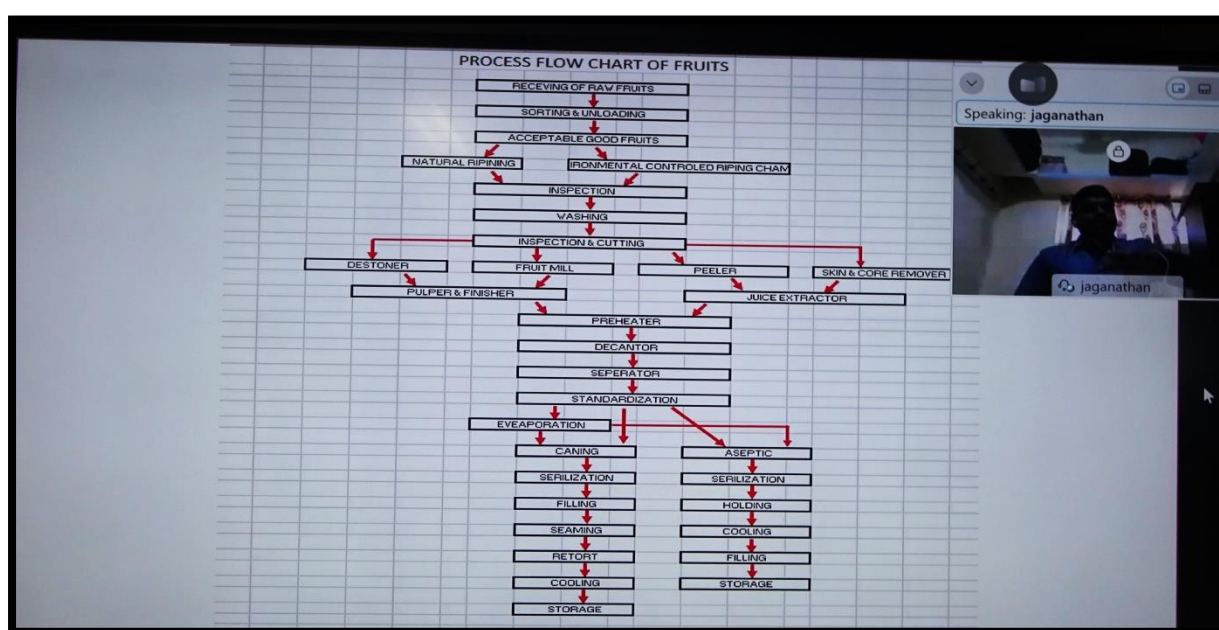 PROCESS FLOW CHART OF FRUITS
RECEVING OF RAW FRUITS
SORTING & UNLOADING
ACCEPTABLE GOOD FRUITS
NATURAL RIPINING
IRONMENTAL CONTROLED RIPING CHAM
INSPECTION
WASHING
INSPECTION & CUTTING
DESTONER
FRUIT MILL
PEELER
SKIN & CORE REMOVER
PULPER & FINISHER
JUICE EXTRACTOR
PREHEATER
DECANTOR
SEPERATOR
STANDARDIZATION
EVEAPORATION
CANING
ASEPTIC
SERILIZATION
SERILIZATION
FILLING
HOLDING
SEAMING
COOLING
RETORT
FILLING
COOLING
STORAGE
STORAGE
Speaking: jaganathan
jaganathan